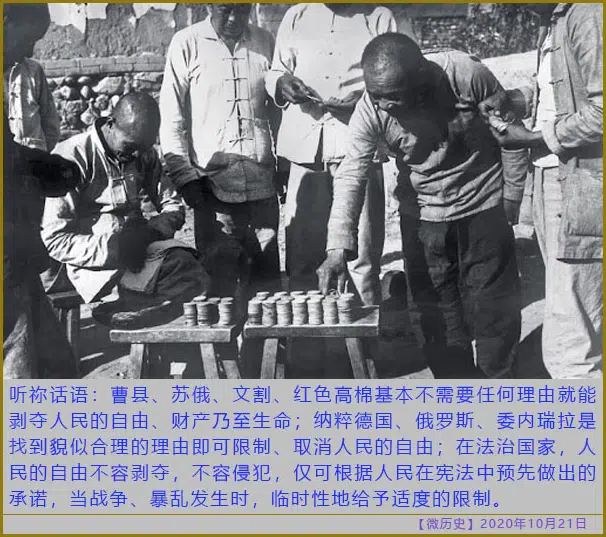 听祢话语：曹县、苏俄、文割、红色高棉基本不需要任何理由就能
剥夺人民的自由、财产乃至生命；纳粹德国、俄罗斯、委内瑞拉是
找到貌似合理的理由即可限制、取消人民的自由；在法治国家，人
民的自由不容剥夺，不容侵犯，仅可根据人民在宪法中预先做出的
承诺，当战争、暴乱发生时，临时性地给予适度的限制。
【微历史】2020年10月21日